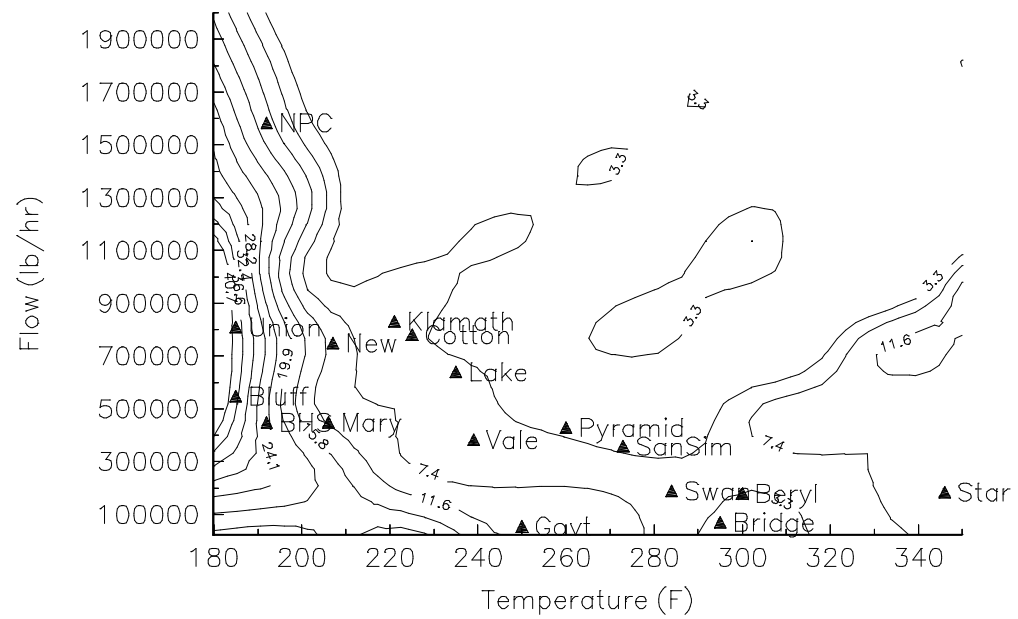 1900000
1700000
1500000
1300000
1100000
900000
700000
500000
300000
100000
Flow (lb/hr)
180 200 220 240 260 280 300 320 340
Temperature (F)
NPC
Union
Klamath
Cotton
New
Lake
Bluff
BHS
Mary
Vale
Pyramid
SanSim
Swan
Beryl
Star
Bridge
28.2
32.4
36.6
40.7
19.9
15.8
24.1
7.4
11.6
3.3
3.3
3.3
3.3
11.6
7.4
3.3